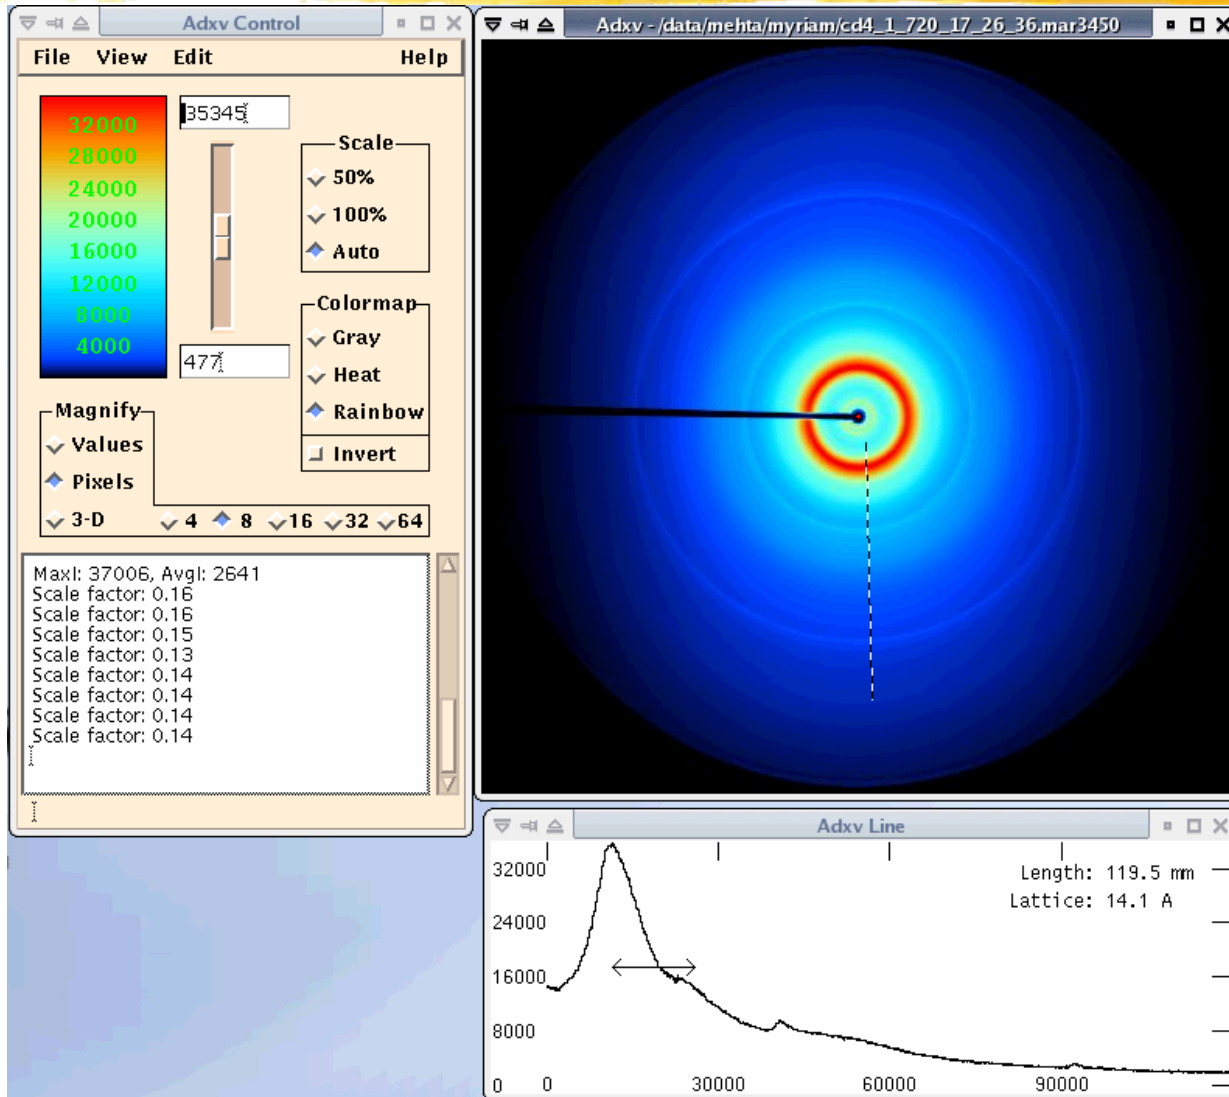 Adxv Control
File View Edit Help
32000
28000
24000
20000
16000
12000
8000
4000
35345
477
Scale
50%
100%
Auto
Colormap
Gray
Heat
Rainbow
Invert
Magnify
Values
Pixels
3-D
4 8 16 32 64
MaxI: 37006, AvgI: 2641
Scale factor: 0.16
Scale factor: 0.16
Scale factor: 0.15
Scale factor: 0.13
Scale factor: 0.14
Scale factor: 0.14
Scale factor: 0.14
Scale factor: 0.14
Adxv - /data/mehta/myriam/cd4_1_720_17_26_36.mar3450
Adxv Line
Length: 119.5 mm
Lattice: 14.1 A
32000
24000
16000
8000
0 0 30000 60000 90000